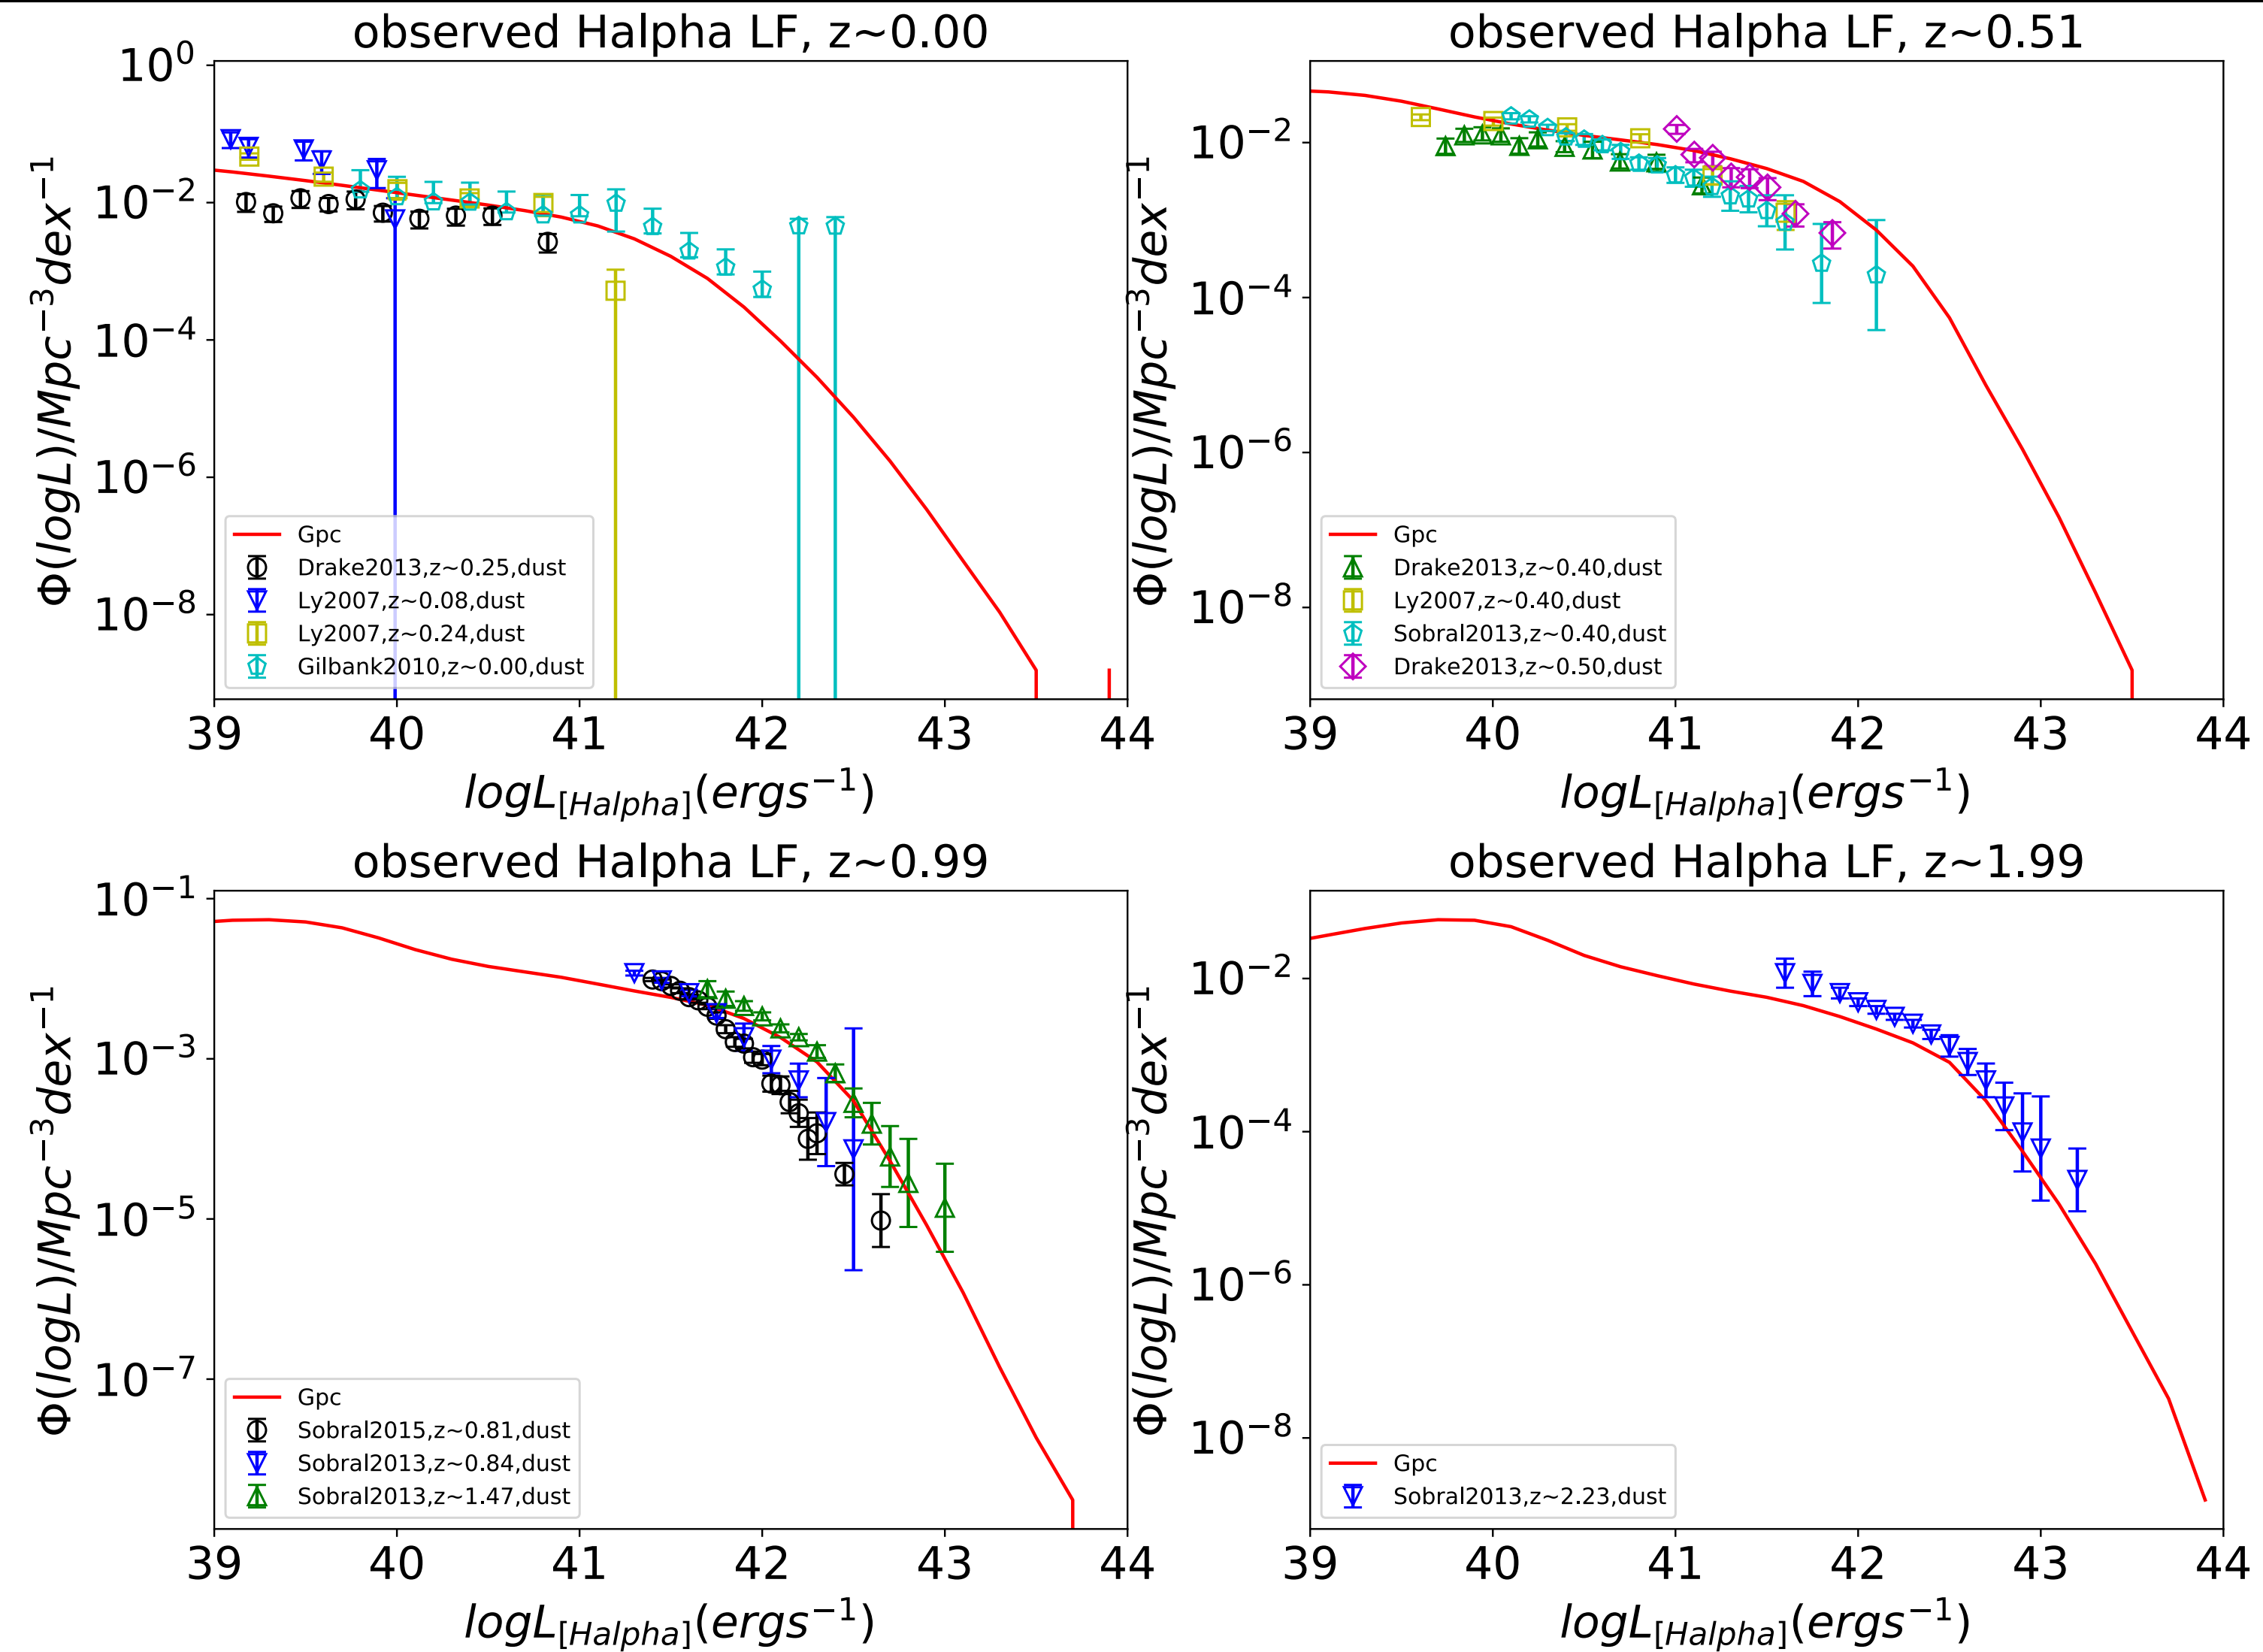 observed Halpha LF, z~0.00
10⁰
10⁻²
10⁻⁴
10⁻⁶
10⁻⁸
Φ(logL)/Mpc⁻³dex⁻¹
Gpc
Drake2013,z~0.25,dust
Ly2007,z~0.08,dust
Ly2007,z~0.24,dust
Gilbank2010,z~0.00,dust
39 40 41 42 43 44
logL[Halpha](ergs⁻¹)
observed Halpha LF, z~0.51
10⁻²
10⁻⁴
10⁻⁶
10⁻⁸
Φ(logL)/Mpc⁻³dex⁻¹
Gpc
Drake2013,z~0.40,dust
Ly2007,z~0.40,dust
Sobral2013,z~0.40,dust
Drake2013,z~0.50,dust
39 40 41 42 43 44
logL[Halpha](ergs⁻¹)
observed Halpha LF, z~0.99
10⁻¹
10⁻³
10⁻⁵
10⁻⁷
Φ(logL)/Mpc⁻³dex⁻¹
Gpc
Sobral2015,z~0.81,dust
Sobral2013,z~0.84,dust
Sobral2013,z~1.47,dust
39 40 41 42 43 44
logL[Halpha](ergs⁻¹)
observed Halpha LF, z~1.99
10⁻²
10⁻⁴
10⁻⁶
10⁻⁸
Φ(logL)/Mpc⁻³dex⁻¹
Gpc
Sobral2013,z~2.23,dust
39 40 41 42 43 44
logL[Halpha](ergs⁻¹)